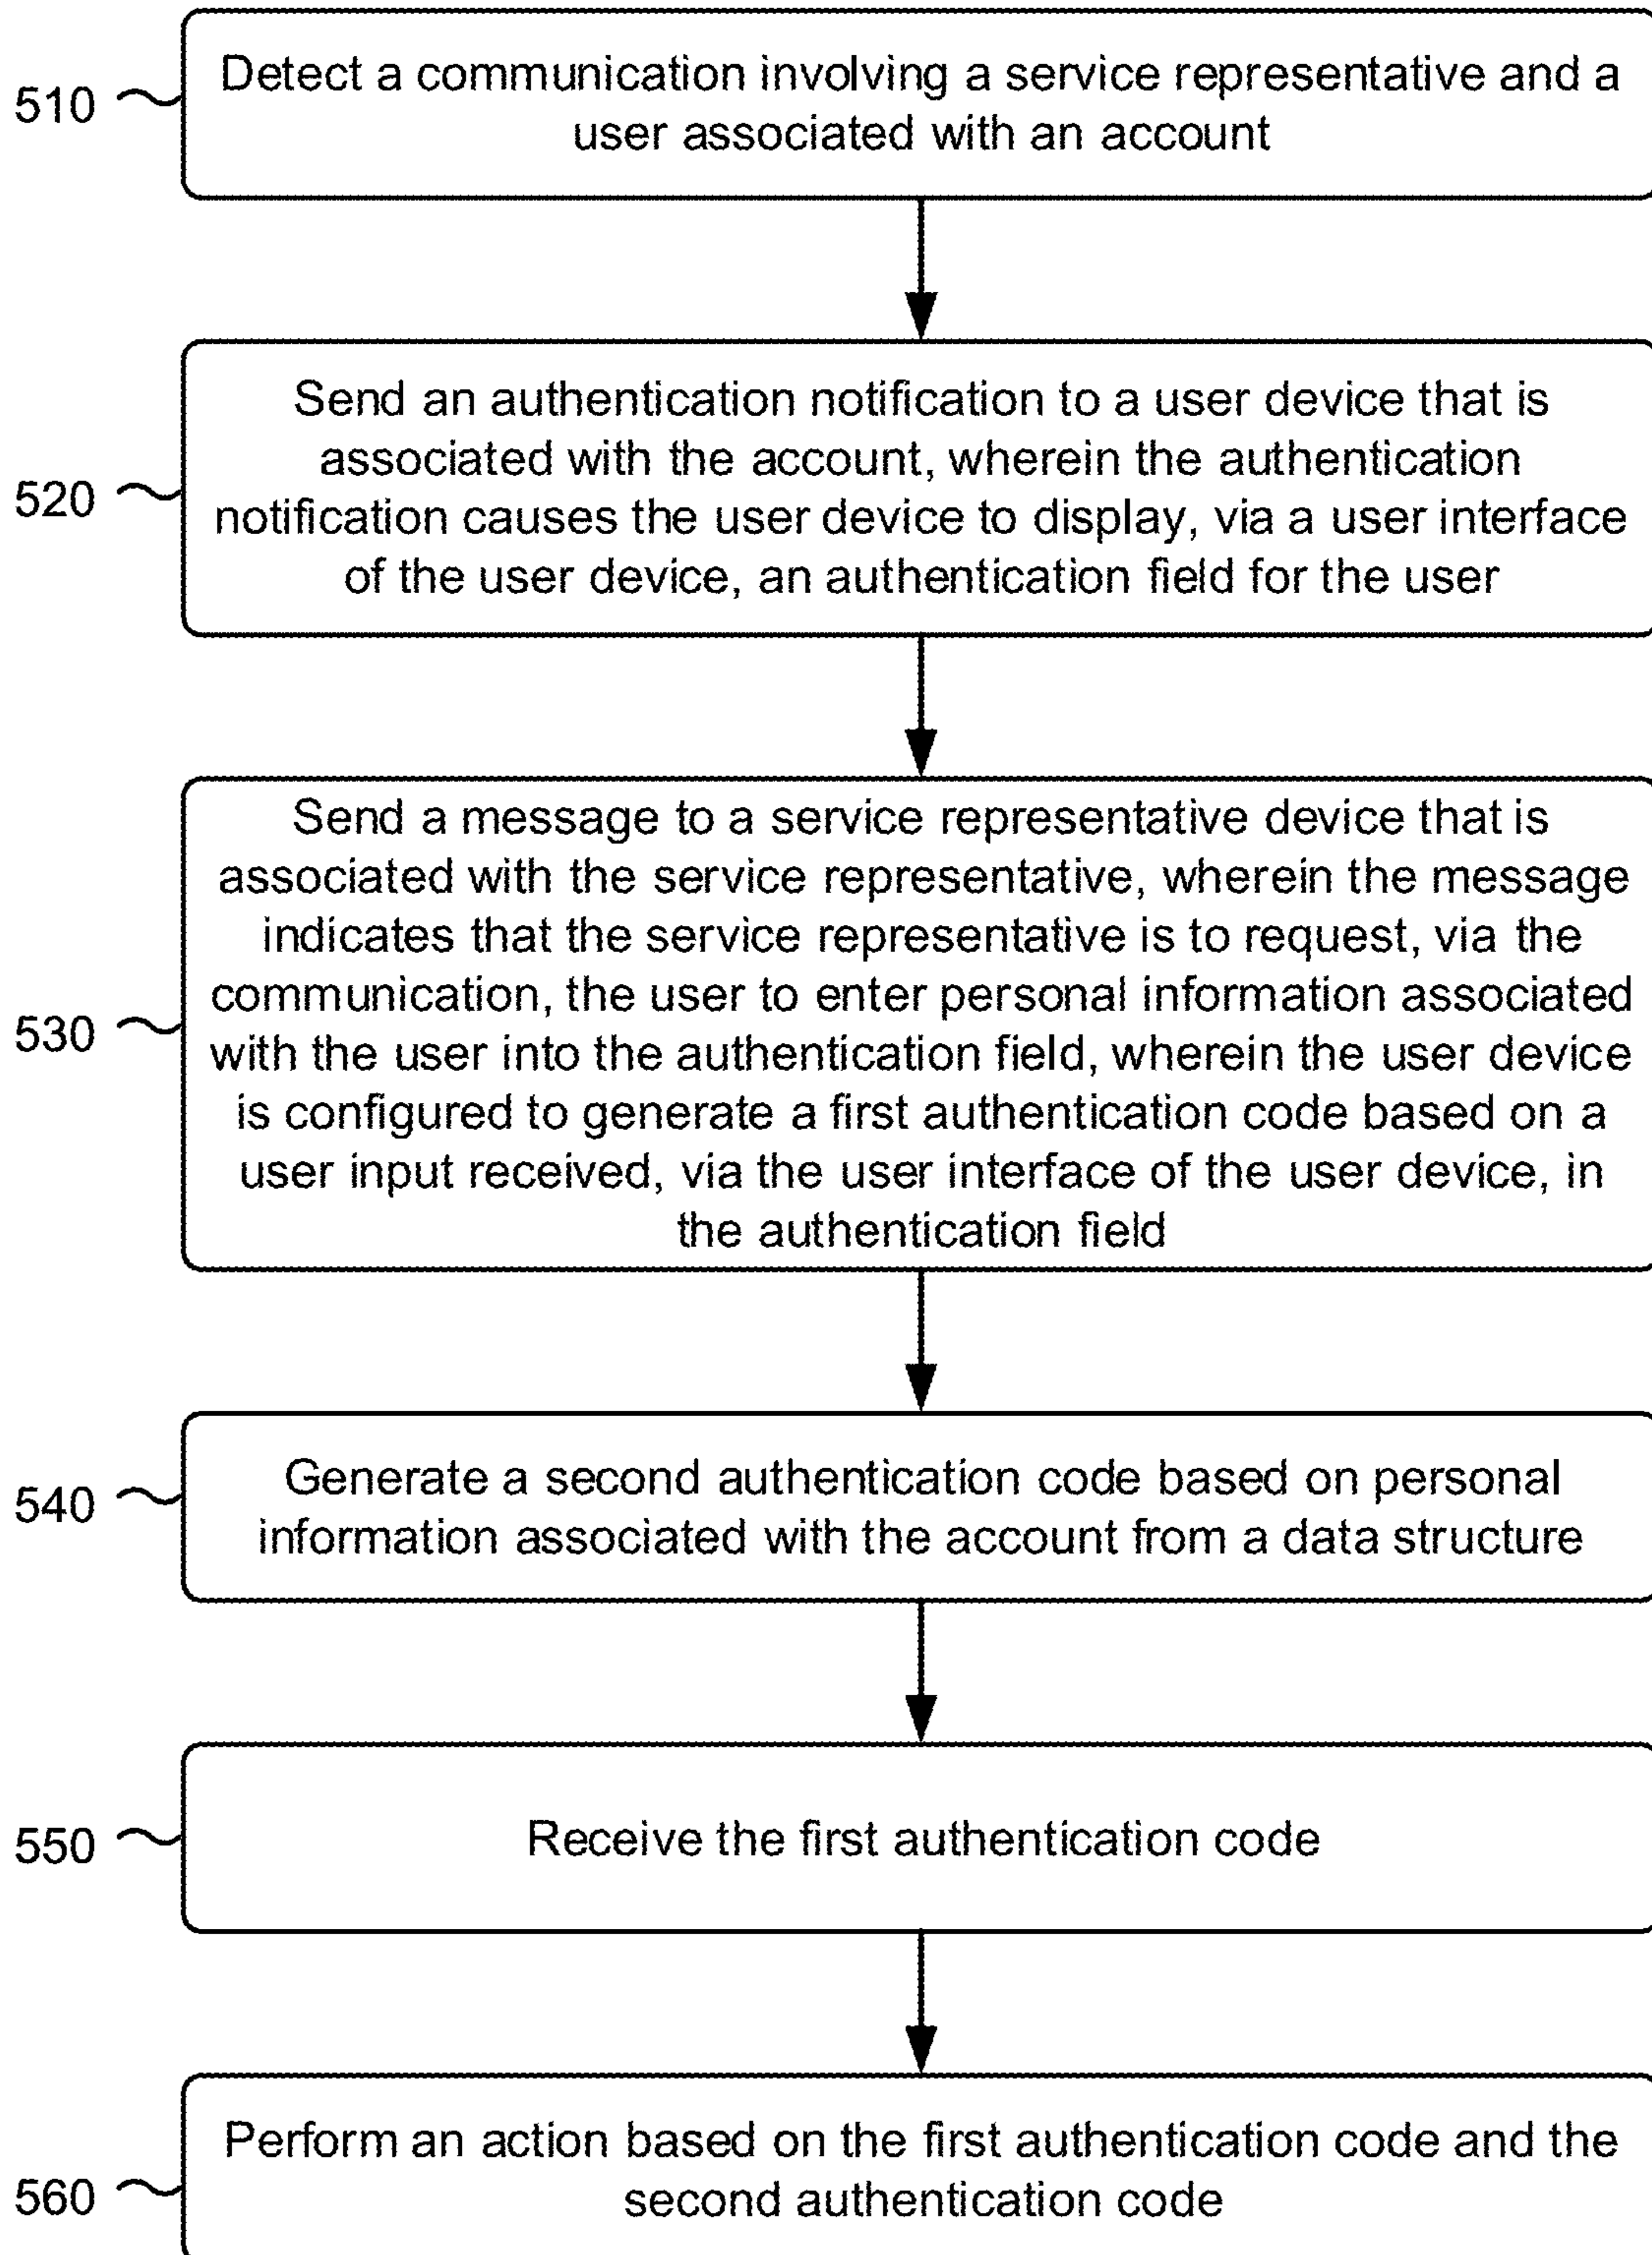 Detect a communication involving a service representative and a
510
user associated with an account
Send an authentication notification to a user device that is
associated with the account, wherein the authentication
520
notification causes the user device to display, via a user interface
of the user device, an authentication field for the user
Send a message to a service representative device that is
associated with the service representative, wherein the message
indicates that the service representative is to request, via the
communication, the user to enter personal information associated
530
with the user into the authentication field, wherein the user device
is configured to generate a first authentication code based on a
user input received, via the user interface of the user device, in
the authentication field
Generate a second authentication code based on personal
540
information associated with the account from a data structure
550
Receive the first authentication code
Perform an action based on the first authentication code and the
560
second authentication code